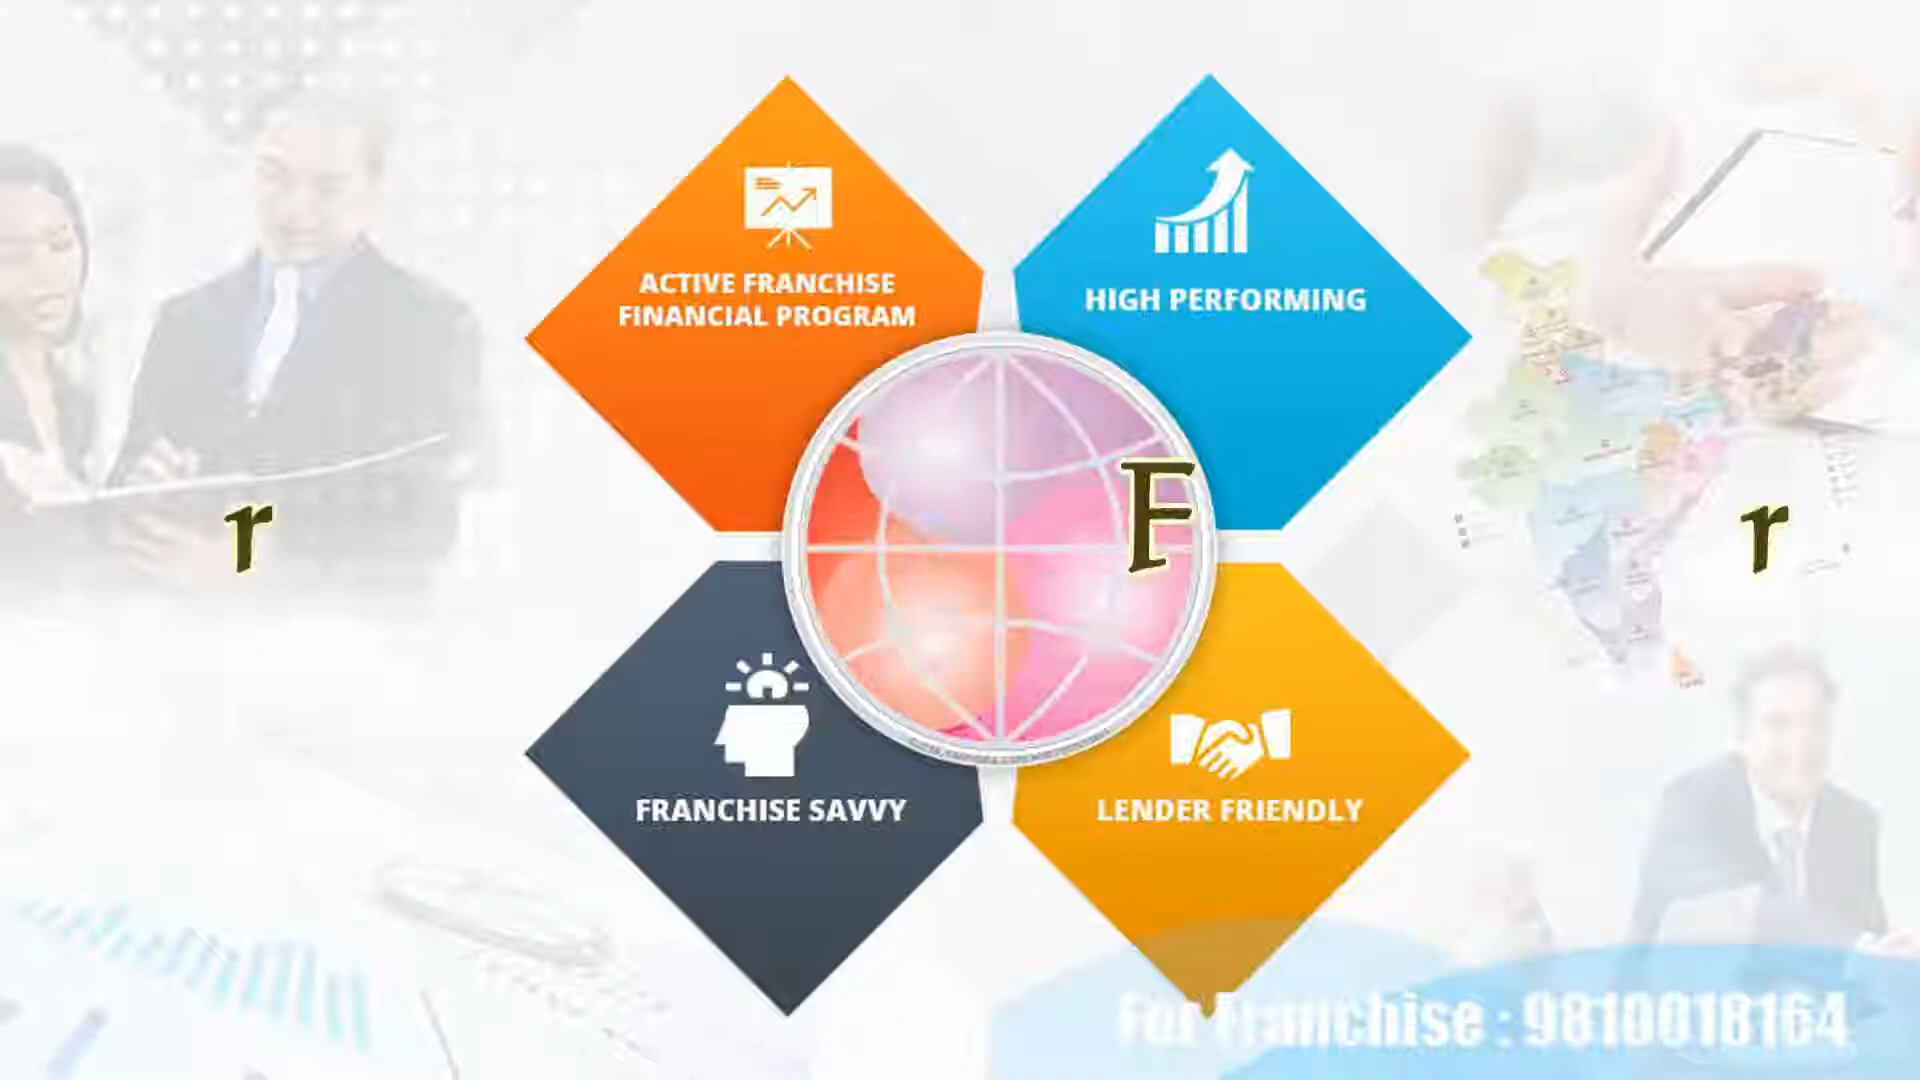 ACTIVE FRANCHISE
FINANCIAL PROGRAM
HIGH PERFORMING
r
F
r
FRANCHISE SAVVY
LENDER FRIENDLY
For Franchise : 9810018164